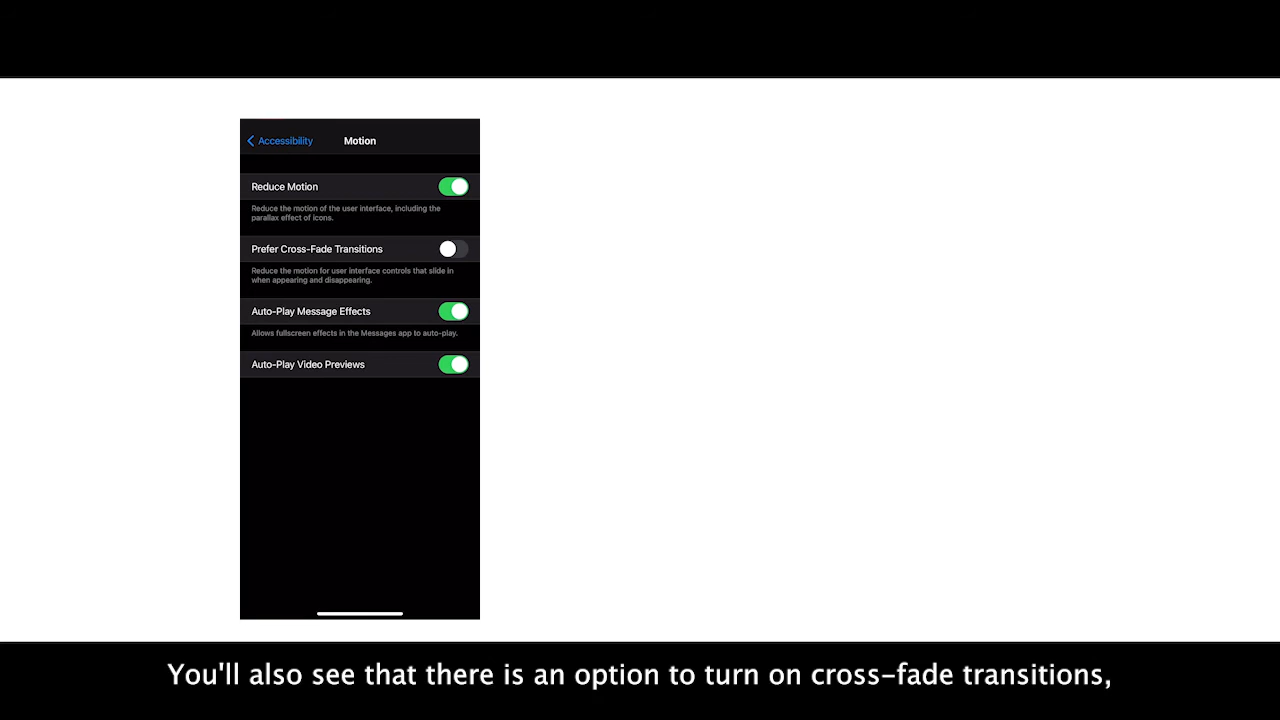 Accessibility
Motion
Reduce Motion
Reduce the motion of the user interface, including the
parallax effect of icons.
Prefer Cross-Fade Transitions
Reduce the motion for user interface controls that slide in
when appearing and disappearing.
Auto-Play Message Effects
Allows fullscreen effects in the Messages app to auto-play.
Auto-Play Video Previews
You'll also see that there is an option to turn on cross-fade transitions,